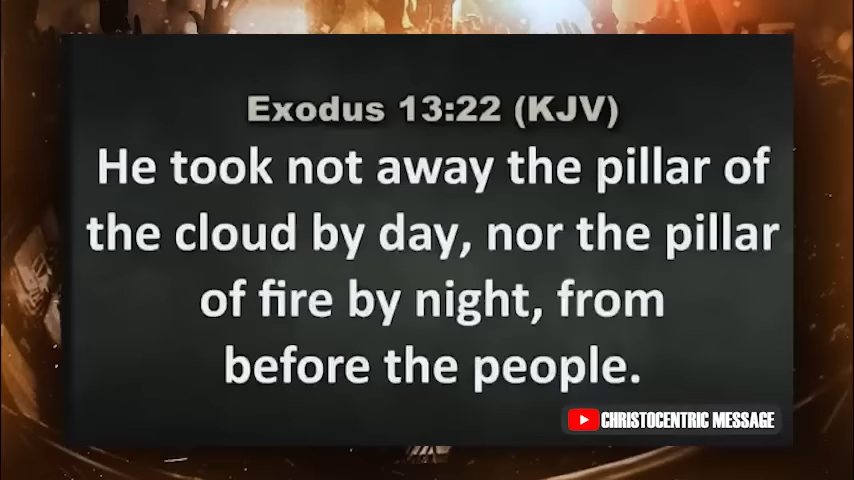 Exodus 13:22 (KJV)
He took not away the pillar of
the cloud by day, nor the pillar
of fire by night, from
before the people.
CHRISTOCENTRIC MESSAGE